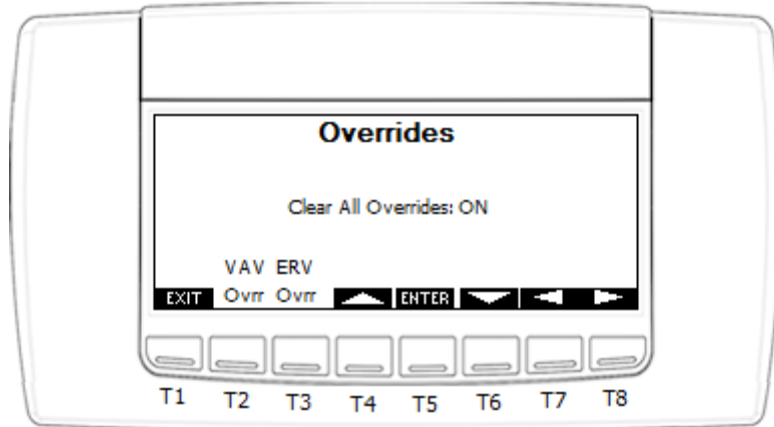 Overrides
Clear All Overrides: ON
VAV ERV
EXIT Ovrr Ovrr ENTER
T1 T2 T3 T4 T5 T6 T7 T8